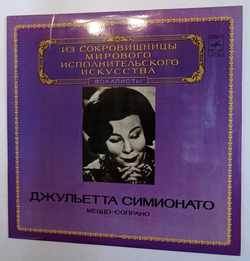 ИЗ СОКРОВИЩНИЦЫ
МИРОВОГО
ИСПОЛНИТЕЛЬСКОГО
ИСКУССТВА
ВОКАЛИСТЫ
ДЖУЛЬЕТТА СИМИОНАТО
МЕЦЦО-СОПРАНО